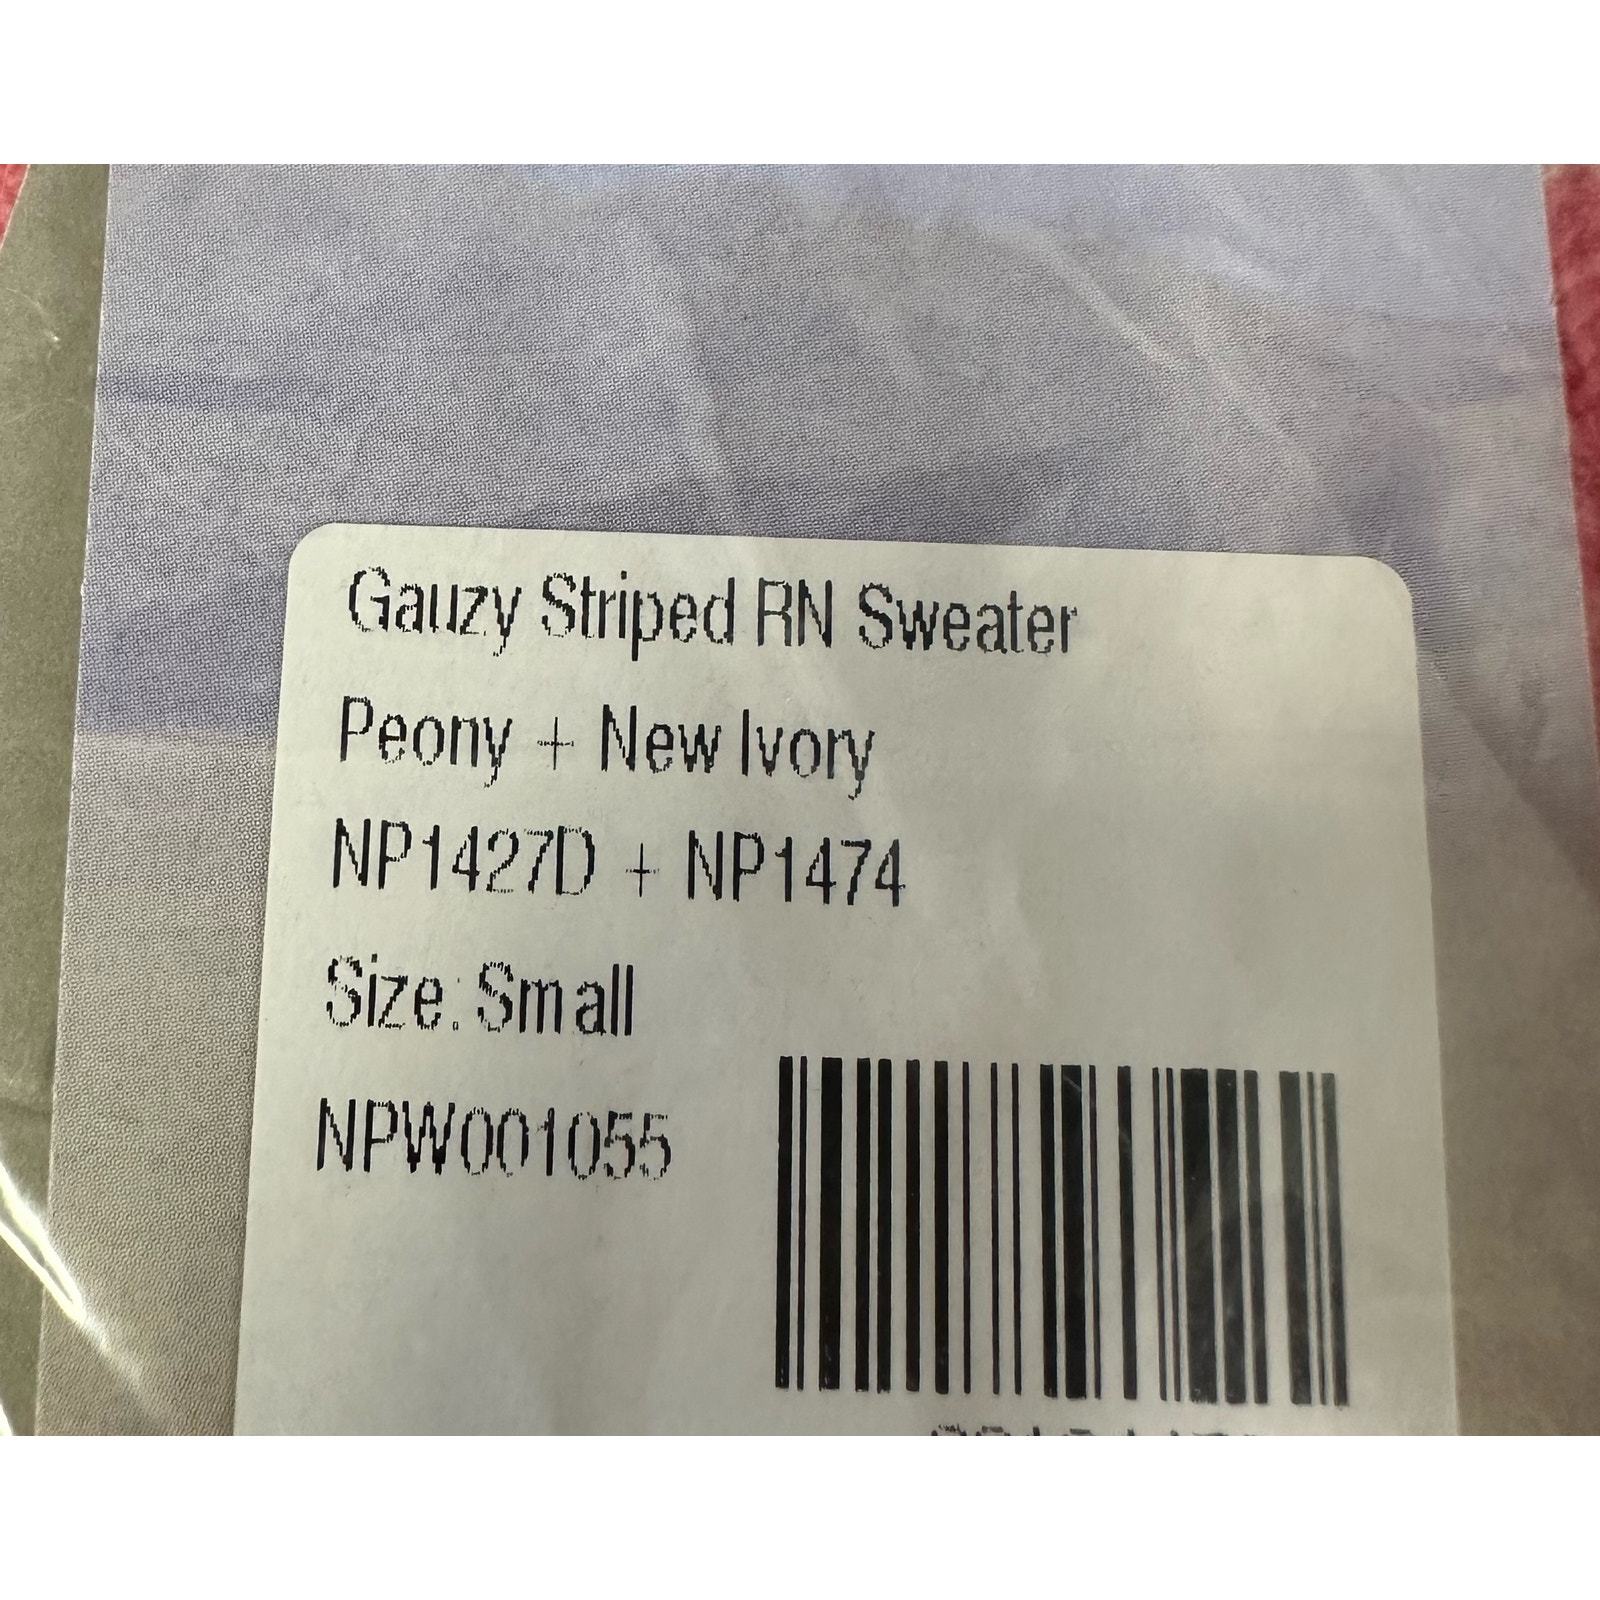 Gauzy Striped RN Sweater
Peony + New Ivory
NP1427D + NP1474
Size: Small
NPW001055